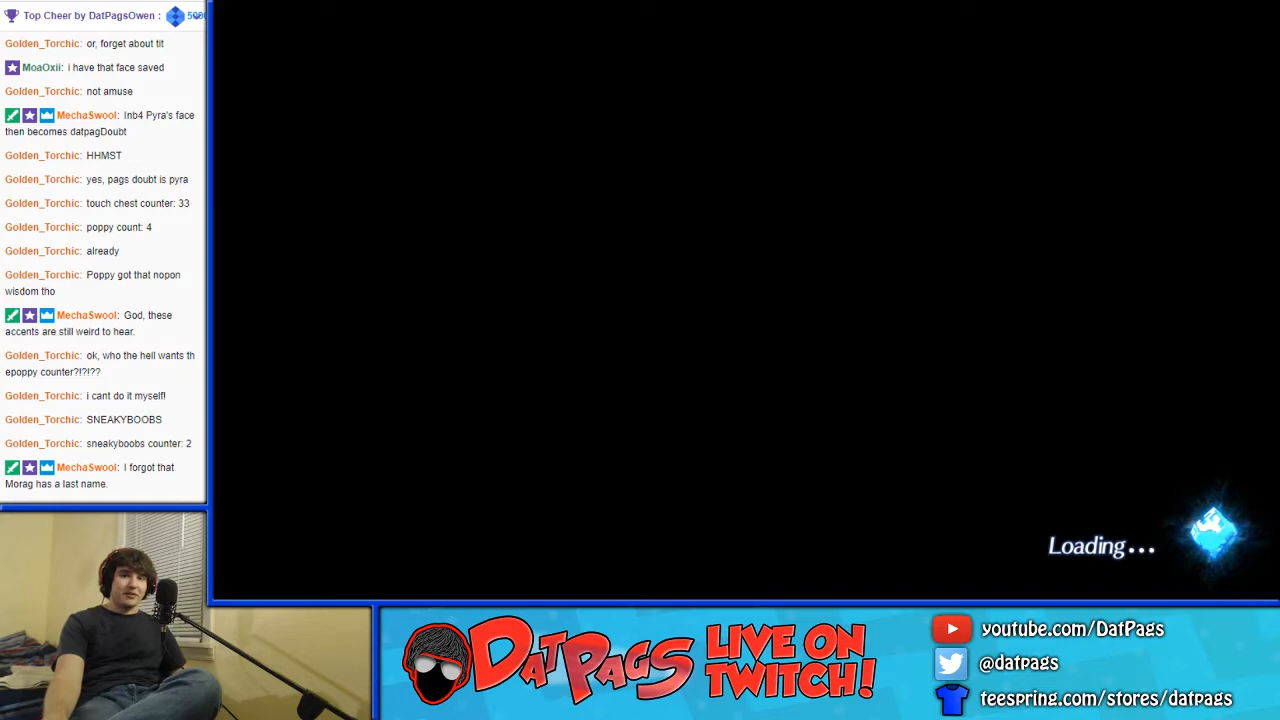 Top Cheer by DatPagsOwen :
Golden_Torchic: or, forget about tit
MoaOxii: i have that face saved
Golden_Torchic: not amuse
MechaSwool: Inb4 Pyra's face
then becomes datpagDoubt
Golden_Torchic: HHMST
Golden_Torchic: yes, pags doubt is pyra
Golden_Torchic: touch chest counter: 33
Golden_Torchic: poppy count: 4
Golden_Torchic: already
Golden_Torchic: Poppy got that nopon
wisdom tho
MechaSwool: God, these
accents are still weird to hear.
Golden_Torchic: ok, who the hell wants th
epoppy counter?!?!??
Golden_Torchic: i cant do it myself!
Golden_Torchic: SNEAKYBOOBS
Golden_Torchic: sneakyboobs counter: 2
MechaSwool: I forgot that
Morag has a last name.
Loading...
DATPAGS LIVE ON
TWITCH!
youtube.com/DatPags
@datpags
teespring.com/stores/datpags